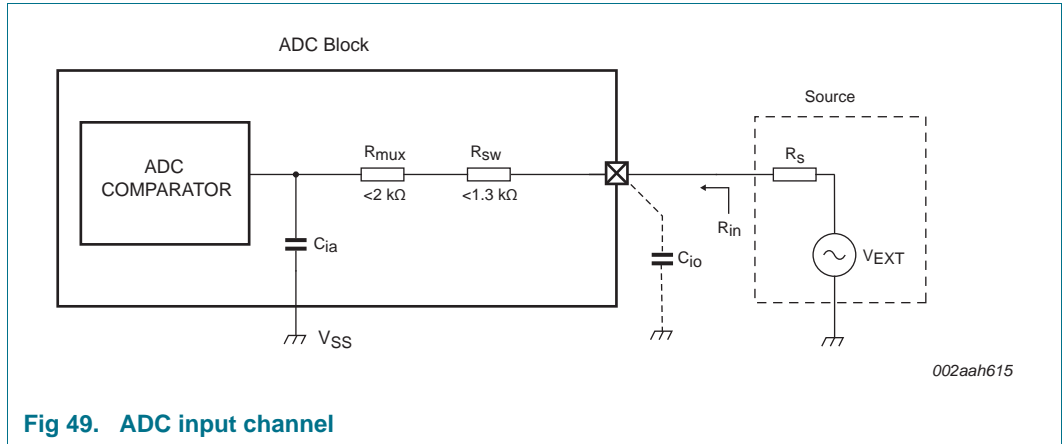 ADC Block
Source
ADC
COMPARATOR
Rmux
<2 kΩ
Rsw
<1.3 kΩ
Rs
Rin
Cia
Cio
VEXT
VSS
002aah615
Fig 49. ADC input channel